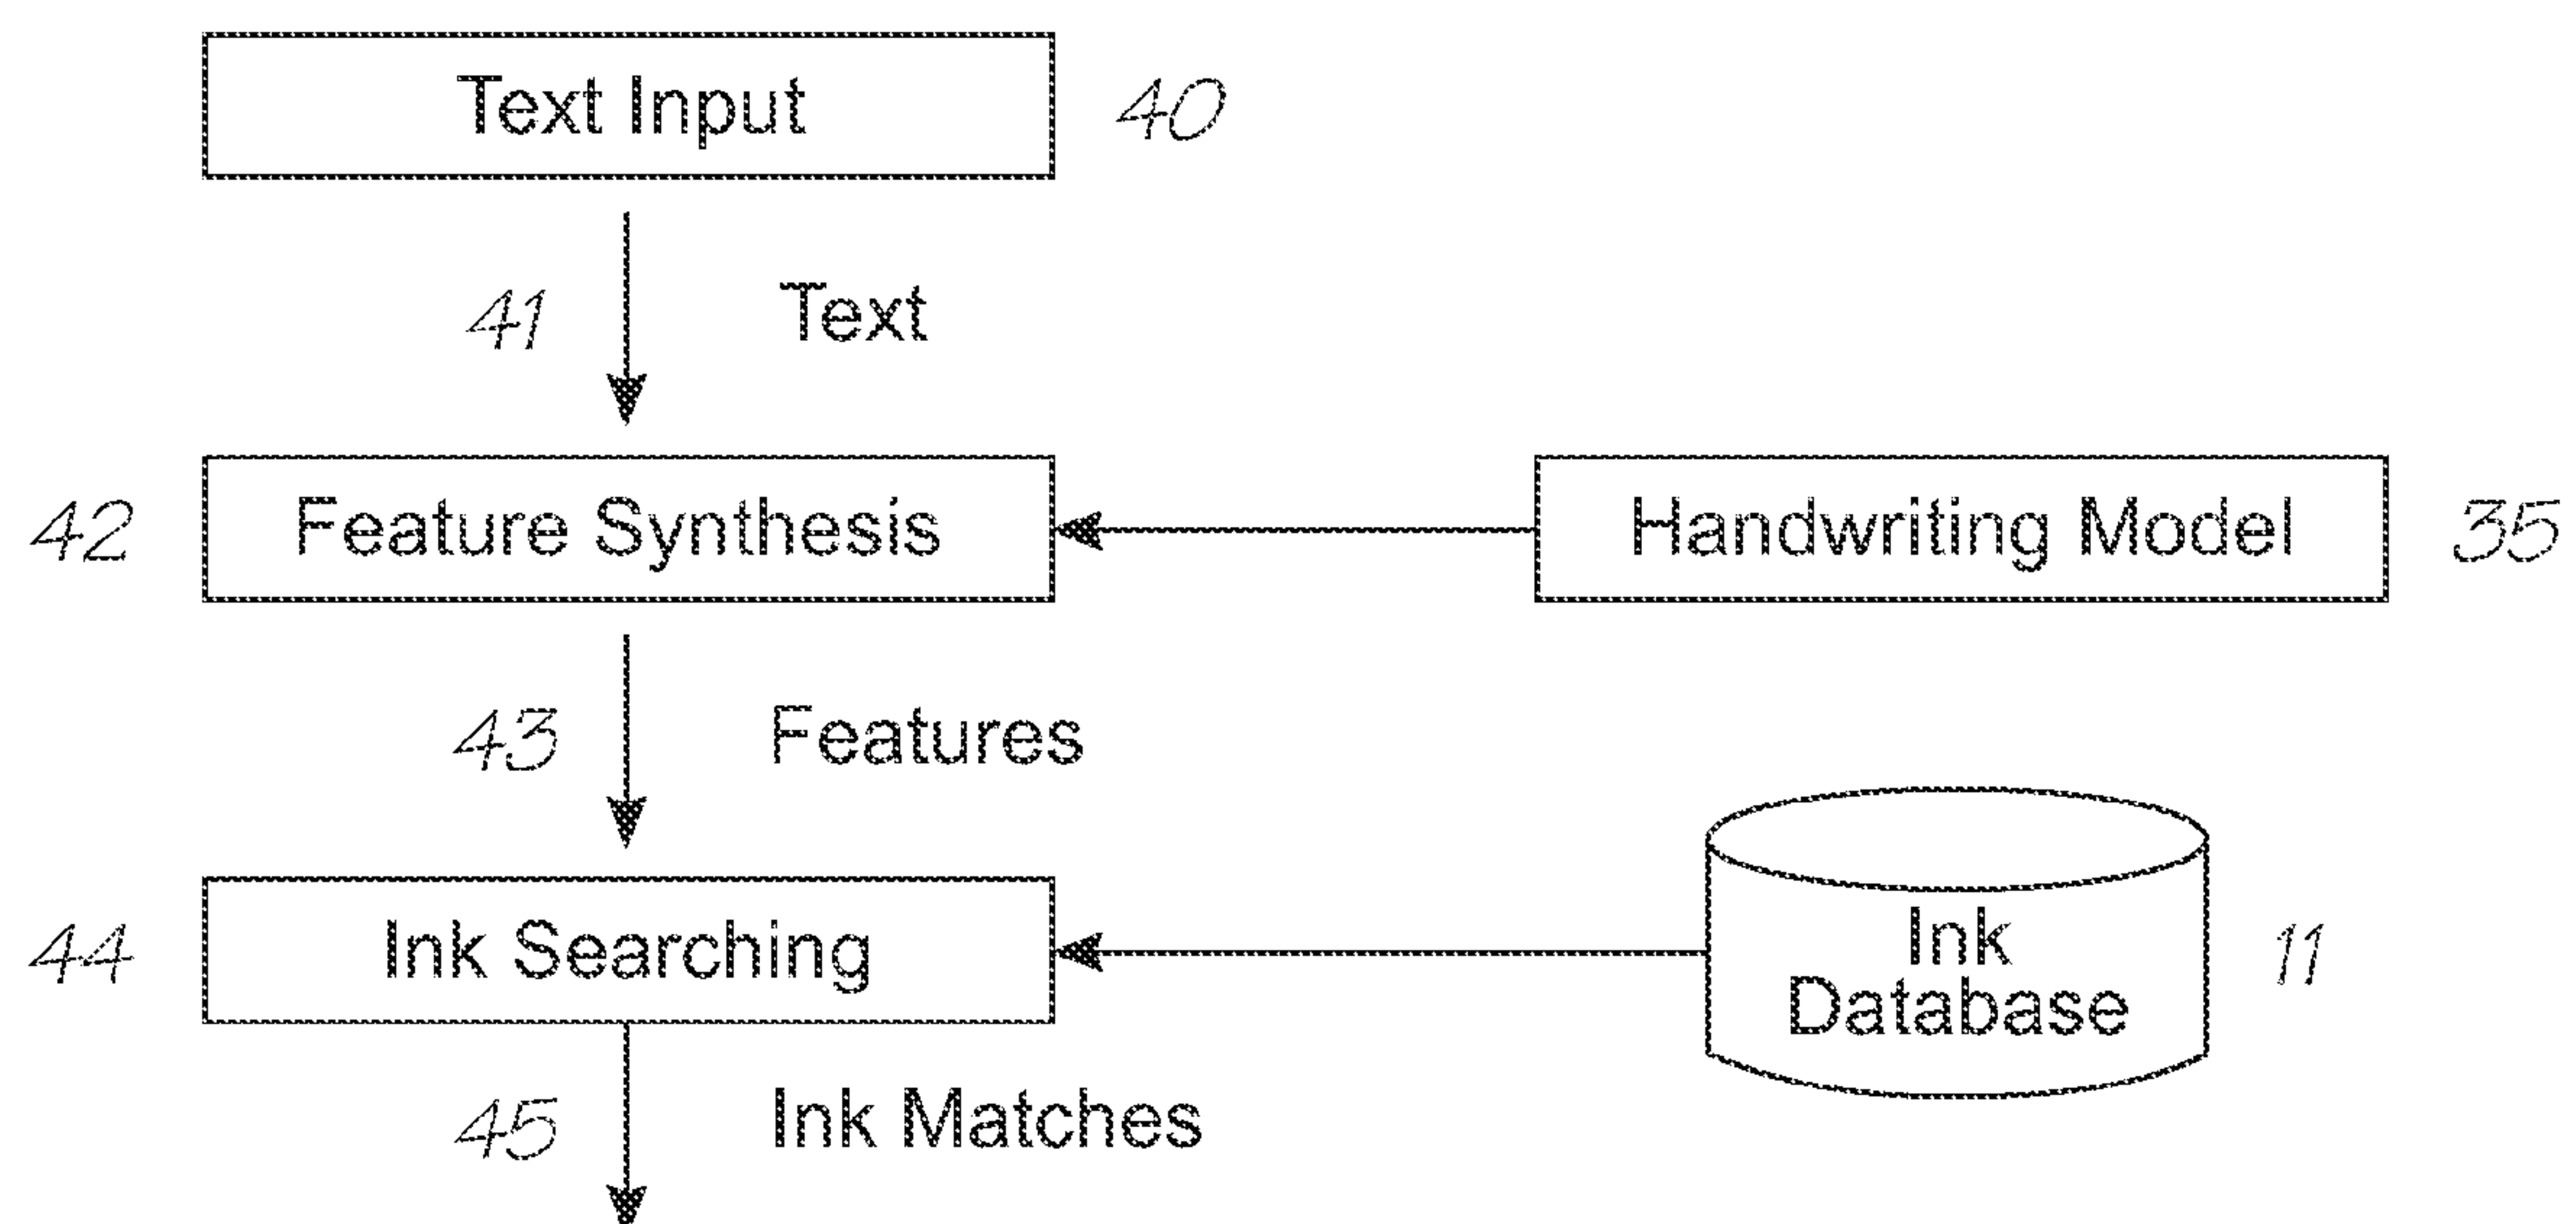 Text Input 40
41 Text
42 Feature Synthesis Handwriting Model 35
43 Features
44 Ink Searching
Ink
Database 11
45 Ink Matches